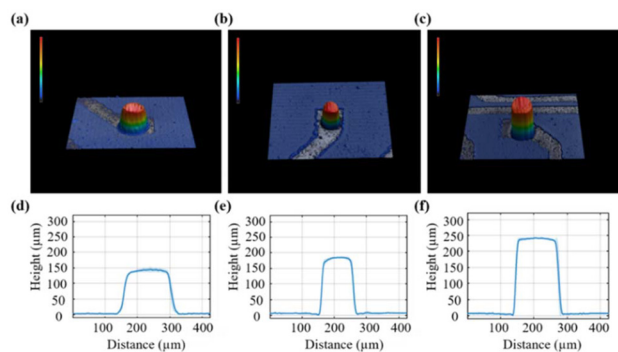 (a) (b) (c)
(d) (e) (f)
300 300 300
250 250 250
200 200 200
150 150 150
100 100 100
50 50 50
0 0 0
Height (µm) Height (µm) Height (µm)
100 200 300 400 100 200 300 400 100 200 300 400
Distance (µm) Distance (µm) Distance (µm)